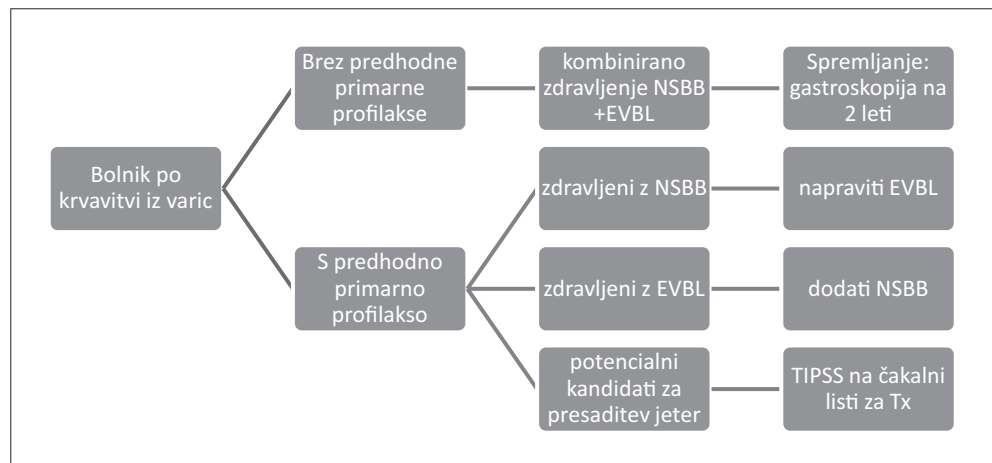 Bolnik po
krvavitvi iz varic
Brez predhodne
primarne
profilakse
kombinirano
zdravljenje NSBB
+EVBL
Spremljanje:
gastroskopija na
2 leti
S predhodno
primarno
profilakso
zdravljeni z NSBB
napraviti EVBL
zdravljeni z EVBL
dodati NSBB
potencialni
kandidati za
presaditev jeter
TIPSS na čakalni
listi za Tx